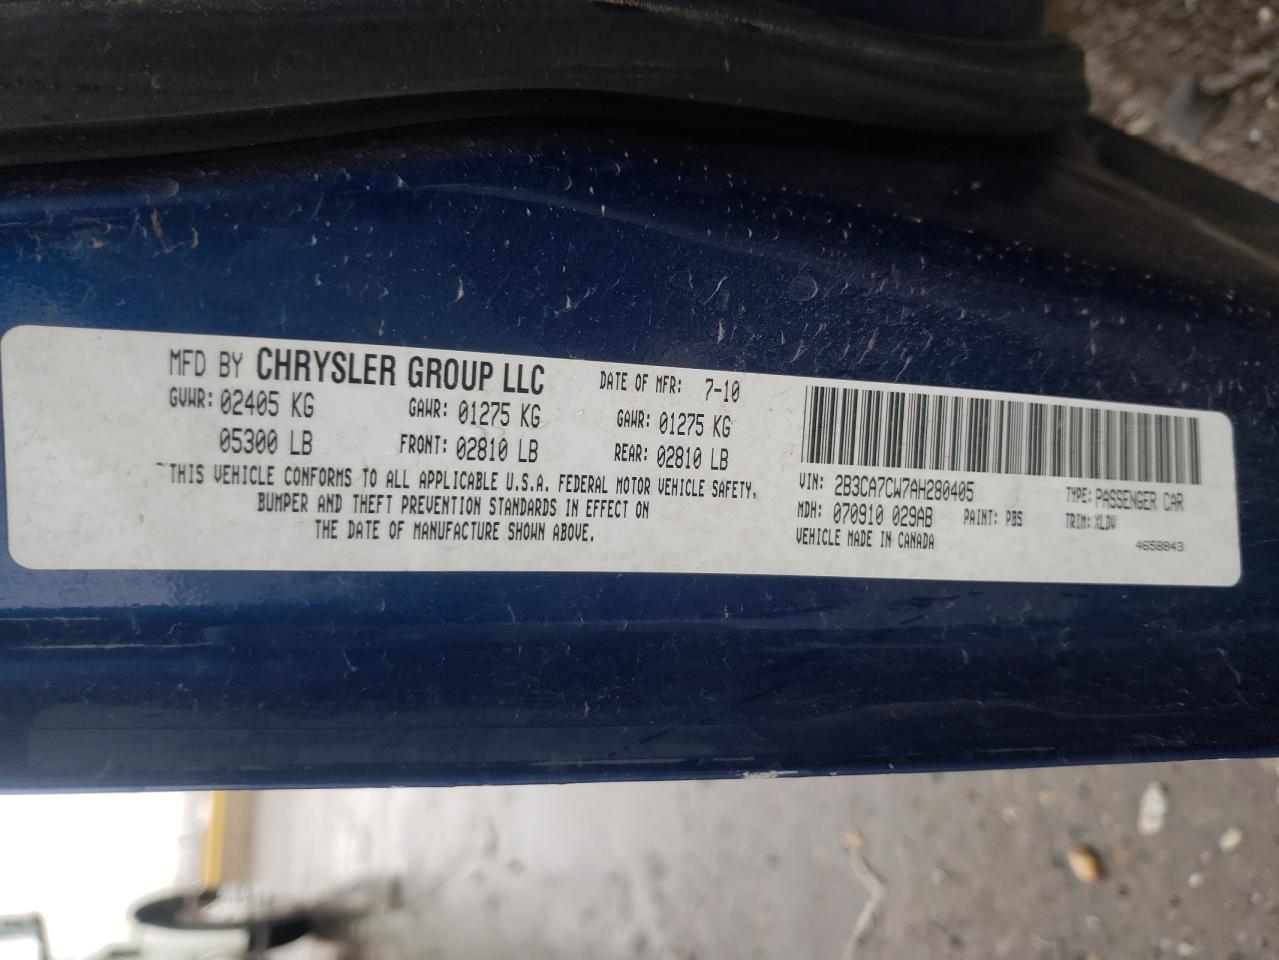 MFD BY CHRYSLER GROUP LLC DATE OF MFR: 7-10
GVWR: 02405 KG GAWR: 01275 KG GAWR: 01275 KG
05300 LB FRONT: 02810 LB REAR: 02810 LB
THIS VEHICLE CONFORMS TO ALL APPLICABLE U.S.A. FEDERAL MOTOR VEHICLE SAFETY,
BUMPER AND THEFT PREVENTION STANDARDS IN EFFECT ON
THE DATE OF MANUFACTURE SHOWN ABOVE.
VIN: 2B3CA7CW7AH280405 TYPE: PASSENGER CAR
MDH: 070910 029AB PAINT: PBS TRIM: XLDV
VEHICLE MADE IN CANADA 4658843